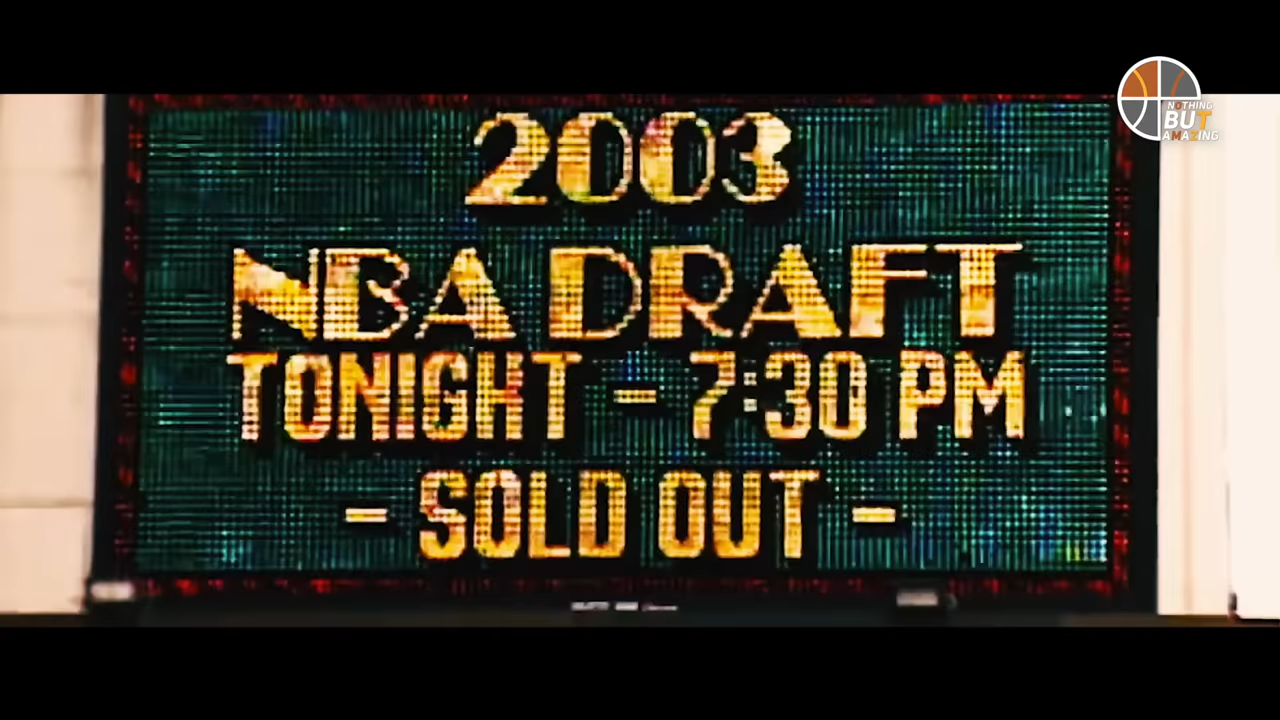 2003
NBA DRAFT
TONIGHT - 7:30 PM
- SOLD OUT -
NOTHING
BUT
AMAZING